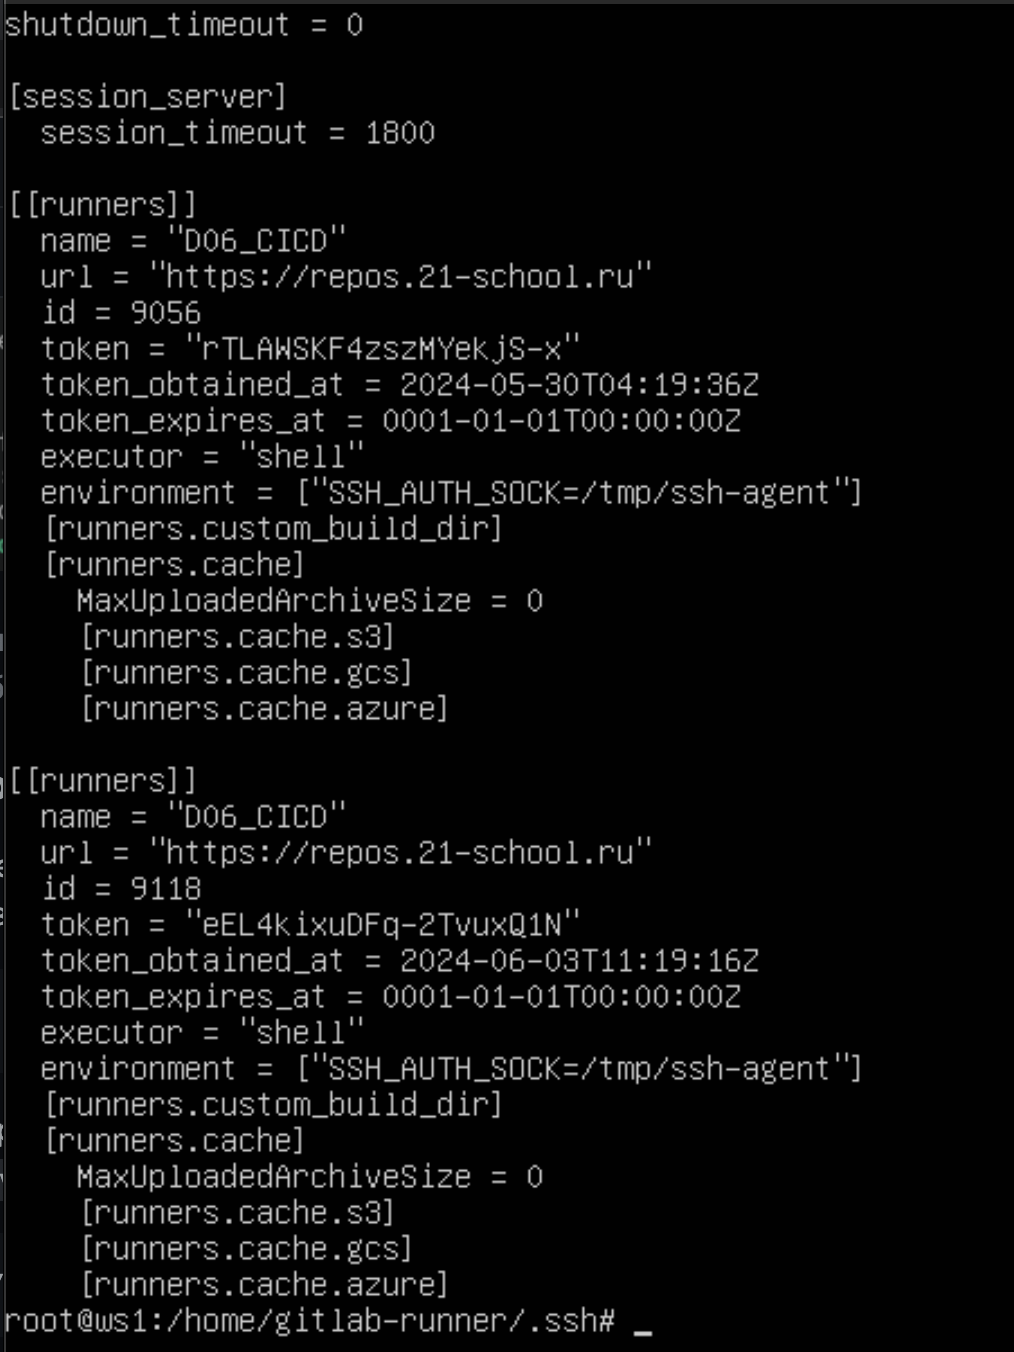 shutdown_timeout = 0
[session_server]
session_timeout = 1800
[[runners]]
name = "DO6_CICD"
url = "https://repos.21-school.ru"
id = 9056
token = "rTLAWSKF4zszMYekjS-x"
token_obtained_at = 2024-05-30T04:19:36Z
token_expires_at = 0001-01-01T00:00:00Z
executor = "shell"
environment = ["SSH_AUTH_SOCK=/tmp/ssh-agent"]
[runners.custom_build_dir]
[runners.cache]
MaxUploadedArchiveSize = 0
[runners.cache.s3]
[runners.cache.gcs]
[runners.cache.azure]
[[runners]]
name = "DO6_CICD"
url = "https://repos.21-school.ru"
id = 9118
token = "eEL4kixuDFq-2TvuxQ1N"
token_obtained_at = 2024-06-03T11:19:16Z
token_expires_at = 0001-01-01T00:00:00Z
executor = "shell"
environment = ["SSH_AUTH_SOCK=/tmp/ssh-agent"]
[runners.custom_build_dir]
[runners.cache]
MaxUploadedArchiveSize = 0
[runners.cache.s3]
[runners.cache.gcs]
[runners.cache.azure]
root@ws1:/home/gitlab-runner/.ssh# _